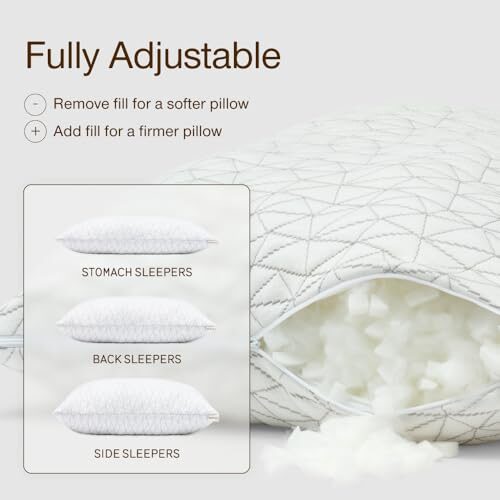 Fully Adjustable
- Remove fill for a softer pillow
+ Add fill for a firmer pillow
STOMACH SLEEPERS
BACK SLEEPERS
SIDE SLEEPERS